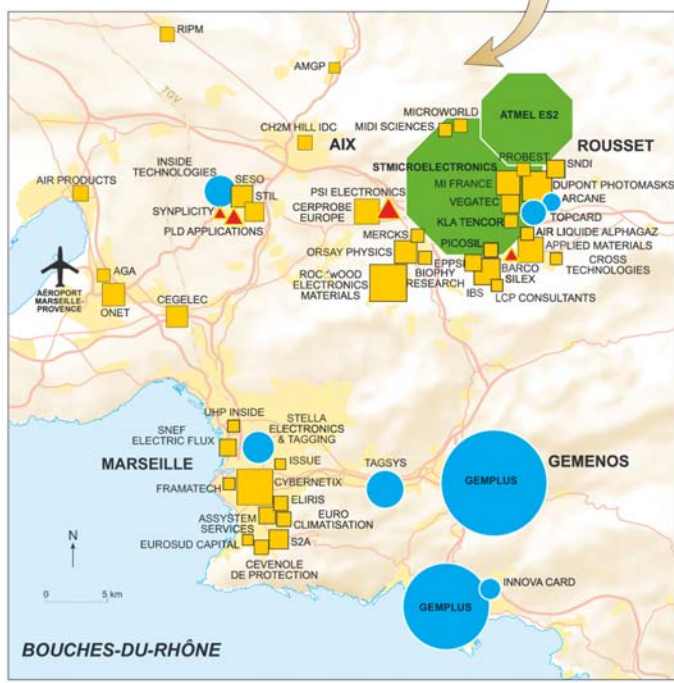 RIPM
AMGP
TGV
MICROWORLD
MIDI SCIENCES
ATMEL ES2
CH2M HILL IDC
AIX
ROUSSET
PROBEST
SNDI
STMICROELECTRONICS
INSIDE
TECHNOLOGIES
SESO
STIL
AIR PRODUCTS
PSI ELECTRONICS
MI FRANCE
DUPONT PHOTOMASKS
SYNPLICITY
CERPROBE
EUROPE
VEGATEC
ARCANE
PLD APPLICATIONS
KLA TENCOR
TOPCARD
MERCKS
PICOSIL
AIR LIQUIDE ALPHAGAZ
ORSAY PHYSICS
APPLIED MATERIALS
EPPSI
BARCO
SILEX
CROSS
TECHNOLOGIES
BIOPHY
RESEARCH
IBS
LCP CONSULTANTS
ELECTRONICS
MATERIALS
AÉROPORT
MARSEILLE-
PROVENCE
AGA
ONET
CEGELEC
UHP INSIDE
STELLA
ELECTRONICS
& TAGGING
SNEF
ELECTRIC FLUX
MARSEILLE
ISSUE
TAGSYS
GEMENOS
GEMPLUS
FRAMATECH
CYBERNETIX
ELIRIS
ASSYSTEM
SERVICES
EURO
CLIMATISATION
EUROSUD CAPITAL
S2A
CEVENOLE
DE PROTECTION
N
0 5 km
INNOVA CARD
GEMPLUS
BOUCHES-DU-RHÔNE